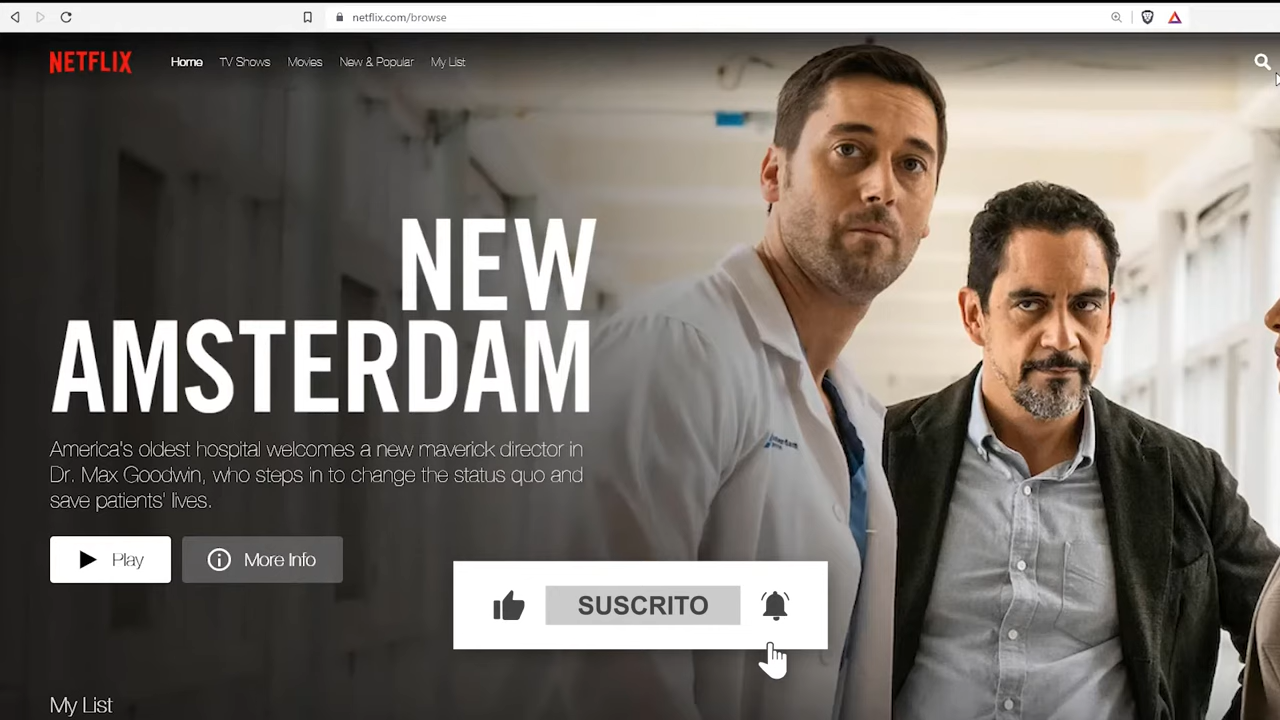 netflix.com/browse
NETFLIX Home TV Shows Movies New & Popular My List
NEW
AMSTERDAM
America's oldest hospital welcomes a new maverick director in
Dr. Max Goodwin, who steps in to change the status quo and
save patients' lives.
Play More Info
SUSCRITO
My List